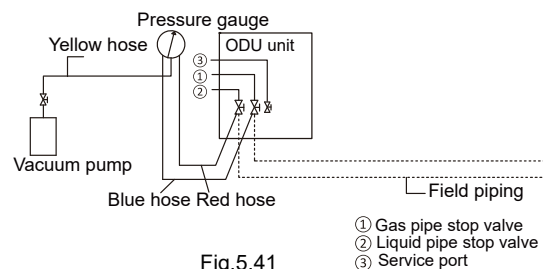 Pressure gauge
Yellow hose
ODU unit
③
①
②
Vacuum pump
Blue hose Red hose
Field piping
① Gas pipe stop valve
② Liquid pipe stop valve
③ Service port
Fig.5.41